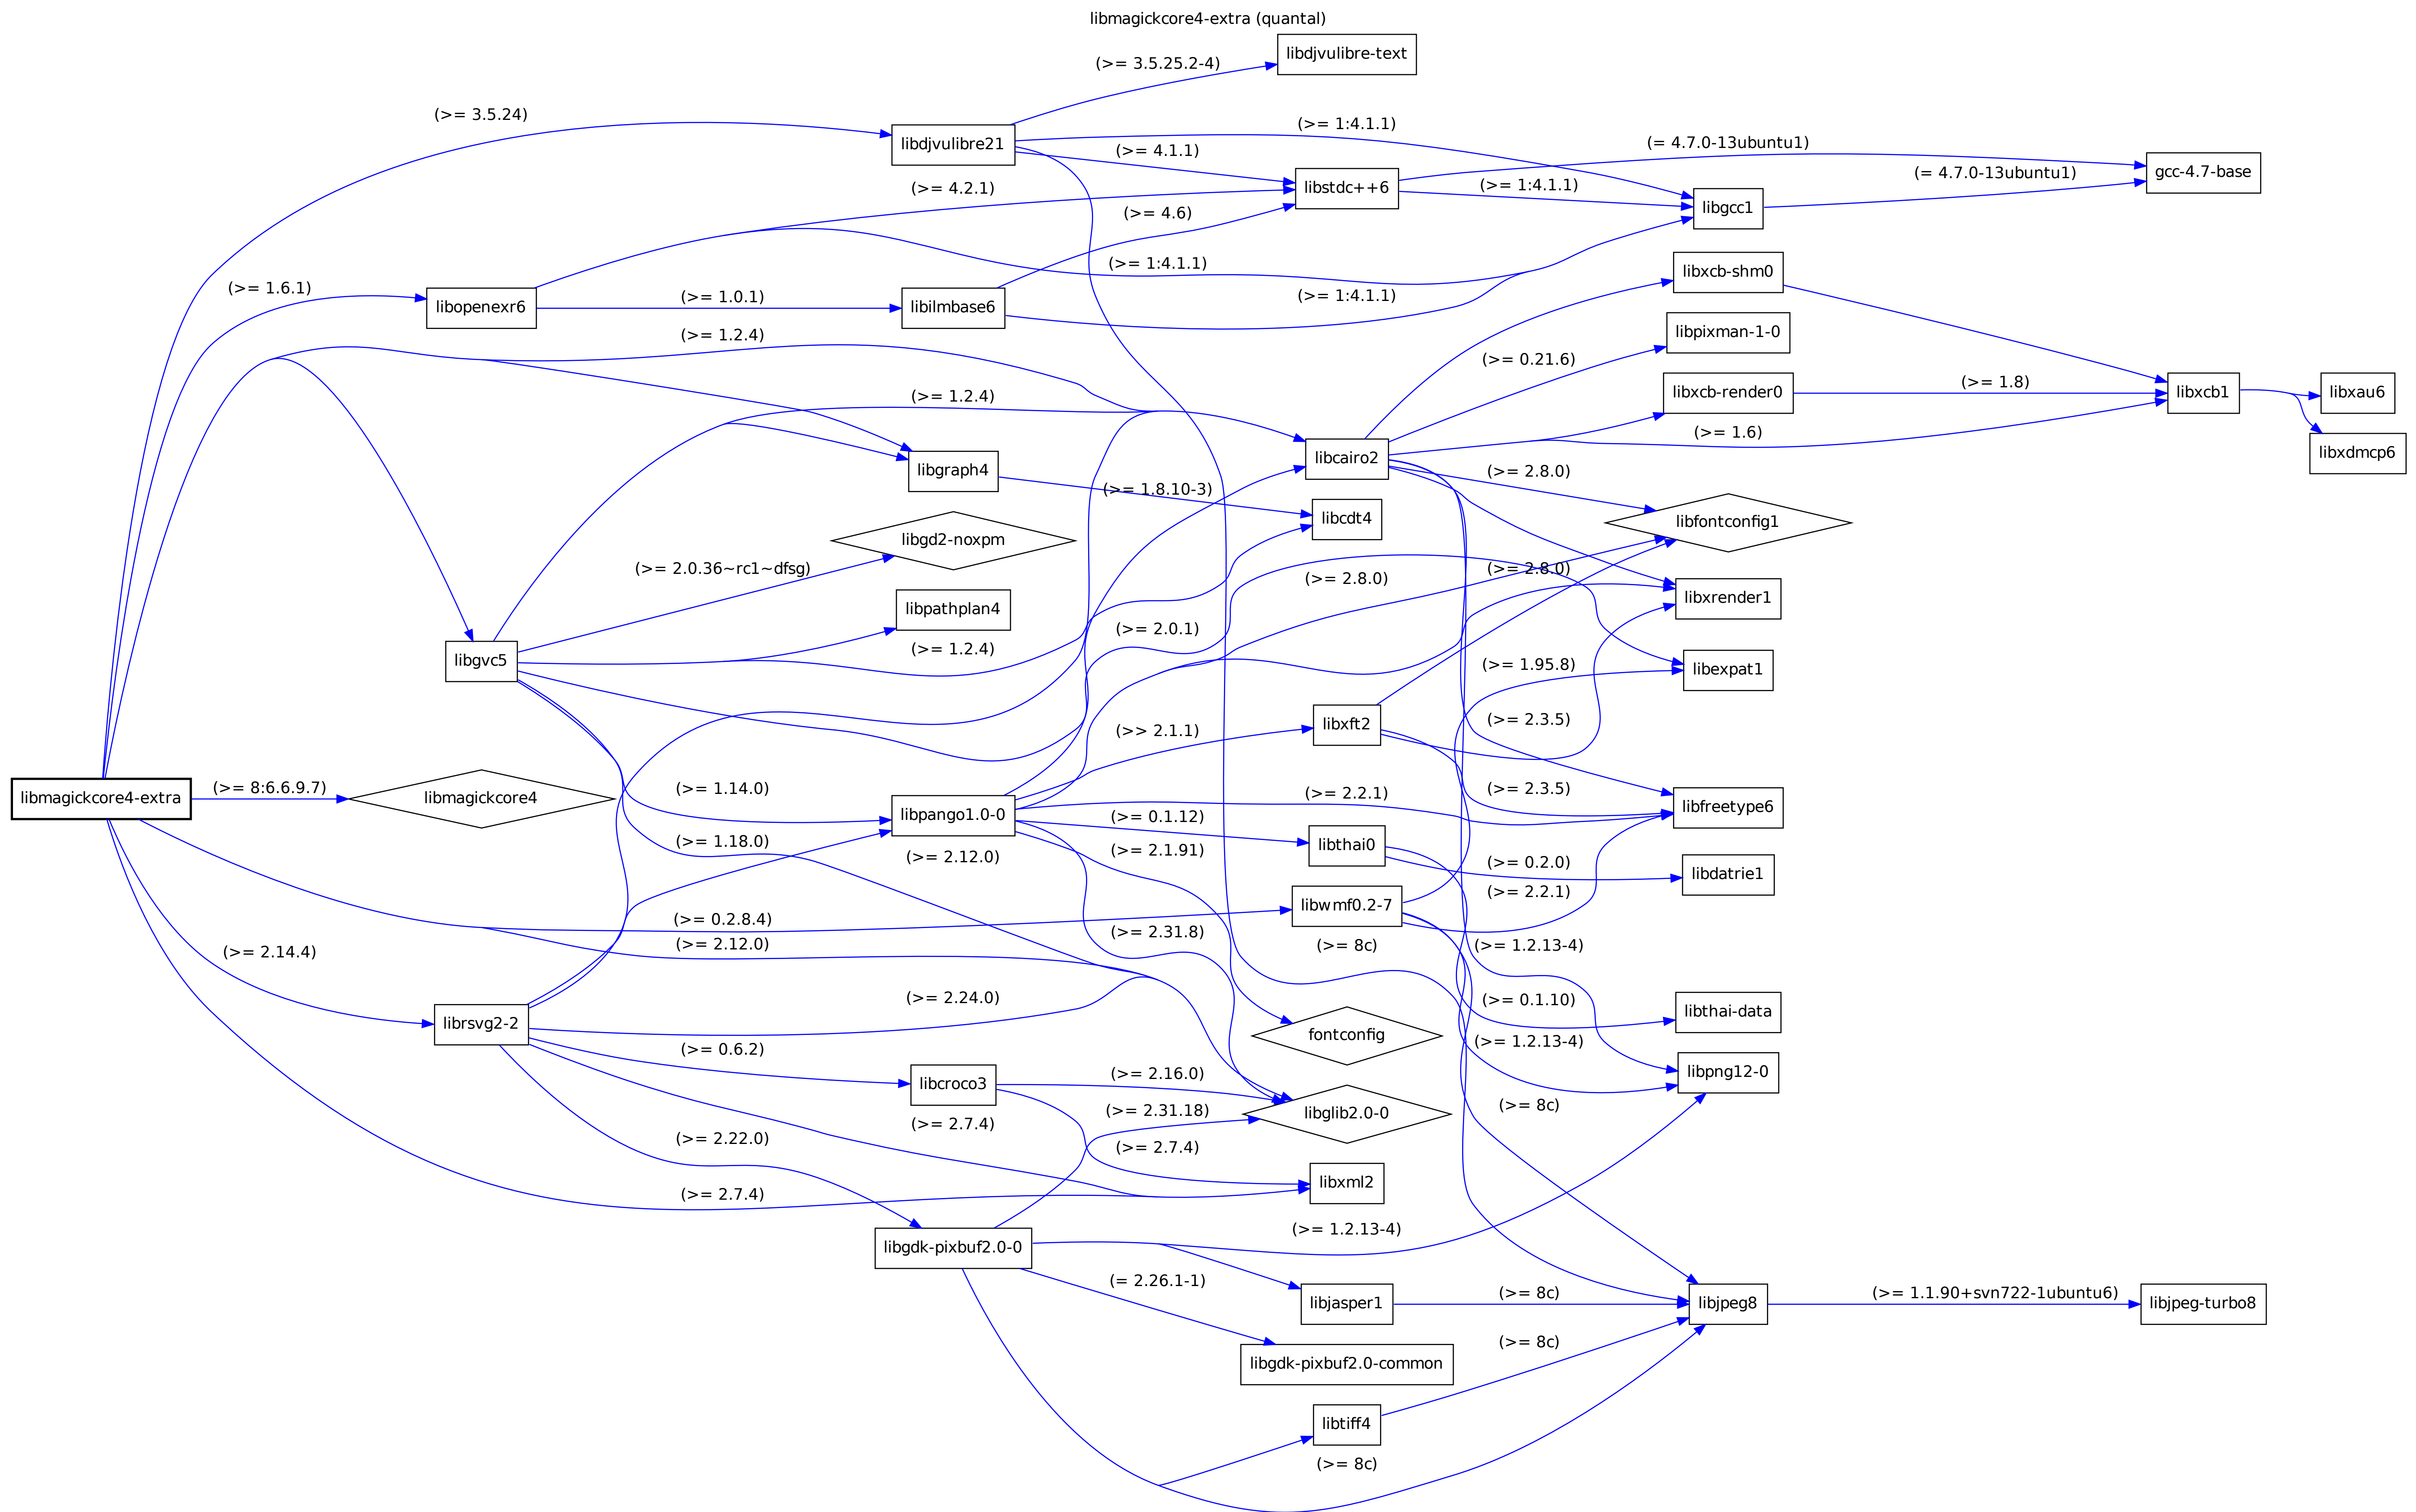 libmagickcore4-extra (quantal)
libdjvulibre-text
(>= 3.5.25.2-4)
(>= 3.5.24)
(>= 1:4.1.1)
libdjvulibre21
(>= 4.1.1)
(= 4.7.0-13ubuntu1)
gcc-4.7-base
(= 4.7.0-13ubuntu1)
(>= 4.2.1)
libstdc++6
(>= 1:4.1.1)
(>= 4.6)
libgcc1
(>= 1:4.1.1)
libxcb-shm0
(>= 1.6.1)
libopenexr6
(>= 1.0.1)
libilmbase6
(>= 1:4.1.1)
(>= 1.2.4)
libpixman-1-0
(>= 0.21.6)
(>= 1.2.4)
libxcb-render0
(>= 1.8)
libxcb1
libxau6
(>= 1.6)
libxdmcp6
libcairo2
libgraph4
(>= 2.8.0)
(>= 1.8.10-3)
libcdt4
libfontconfig1
libgd2-noxpm
(>= 2.0.36~rc1~dfsg)
(>= 2.8.0)
(>= 2.8.0)
libxrender1
libpathplan4
(>= 2.0.1)
(>= 1.2.4)
libgvc5
(>= 1.95.8)
libexpat1
(>> 2.1.1)
libxft2
(>= 2.3.5)
libmagickcore4-extra
(>= 8:6.6.9.7)
libmagickcore4
(>= 1.14.0)
(>= 2.2.1)
(>= 2.3.5)
libfreetype6
libpango1.0-0
(>= 0.1.12)
(>= 1.18.0)
(>= 2.12.0)
(>= 2.1.91)
libthai0
(>= 0.2.0)
libdatrie1
(>= 2.2.1)
libwmf0.2-7
(>= 0.2.8.4)
(>= 2.12.0)
(>= 2.31.8)
(>= 8c)
(>= 1.2.13-4)
(>= 2.14.4)
(>= 2.24.0)
(>= 0.1.10)
libthai-data
librsvg2-2
fontconfig
(>= 1.2.13-4)
(>= 0.6.2)
libcroco3
(>= 2.16.0)
libpng12-0
(>= 2.31.18)
libglib2.0-0
(>= 8c)
(>= 2.7.4)
(>= 2.22.0)
(>= 2.7.4)
libxml2
(>= 2.7.4)
(>= 1.2.13-4)
libgdk-pixbuf2.0-0
(= 2.26.1-1)
libjasper1
(>= 8c)
libjpeg8
(>= 1.1.90+svn722-1ubuntu6)
libjpeg-turbo8
(>= 8c)
libgdk-pixbuf2.0-common
libtiff4
(>= 8c)